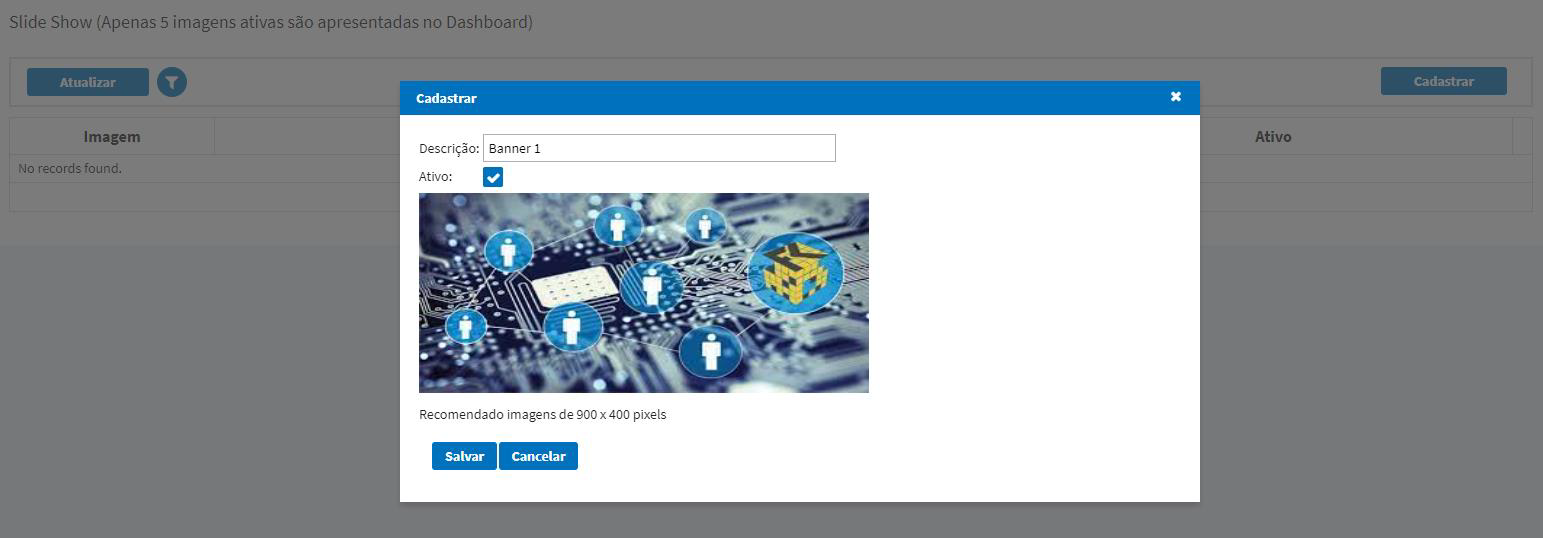 Slide Show (Apenas 5 imagens ativas são apresentadas no Dashboard)
Atualizar
Cadastrar
Imagem
Ativo
No records found.
Cadastrar
Descrição: Banner 1
Ativo:
FK
Recomendado imagens de 900 x 400 pixels
Salvar Cancelar